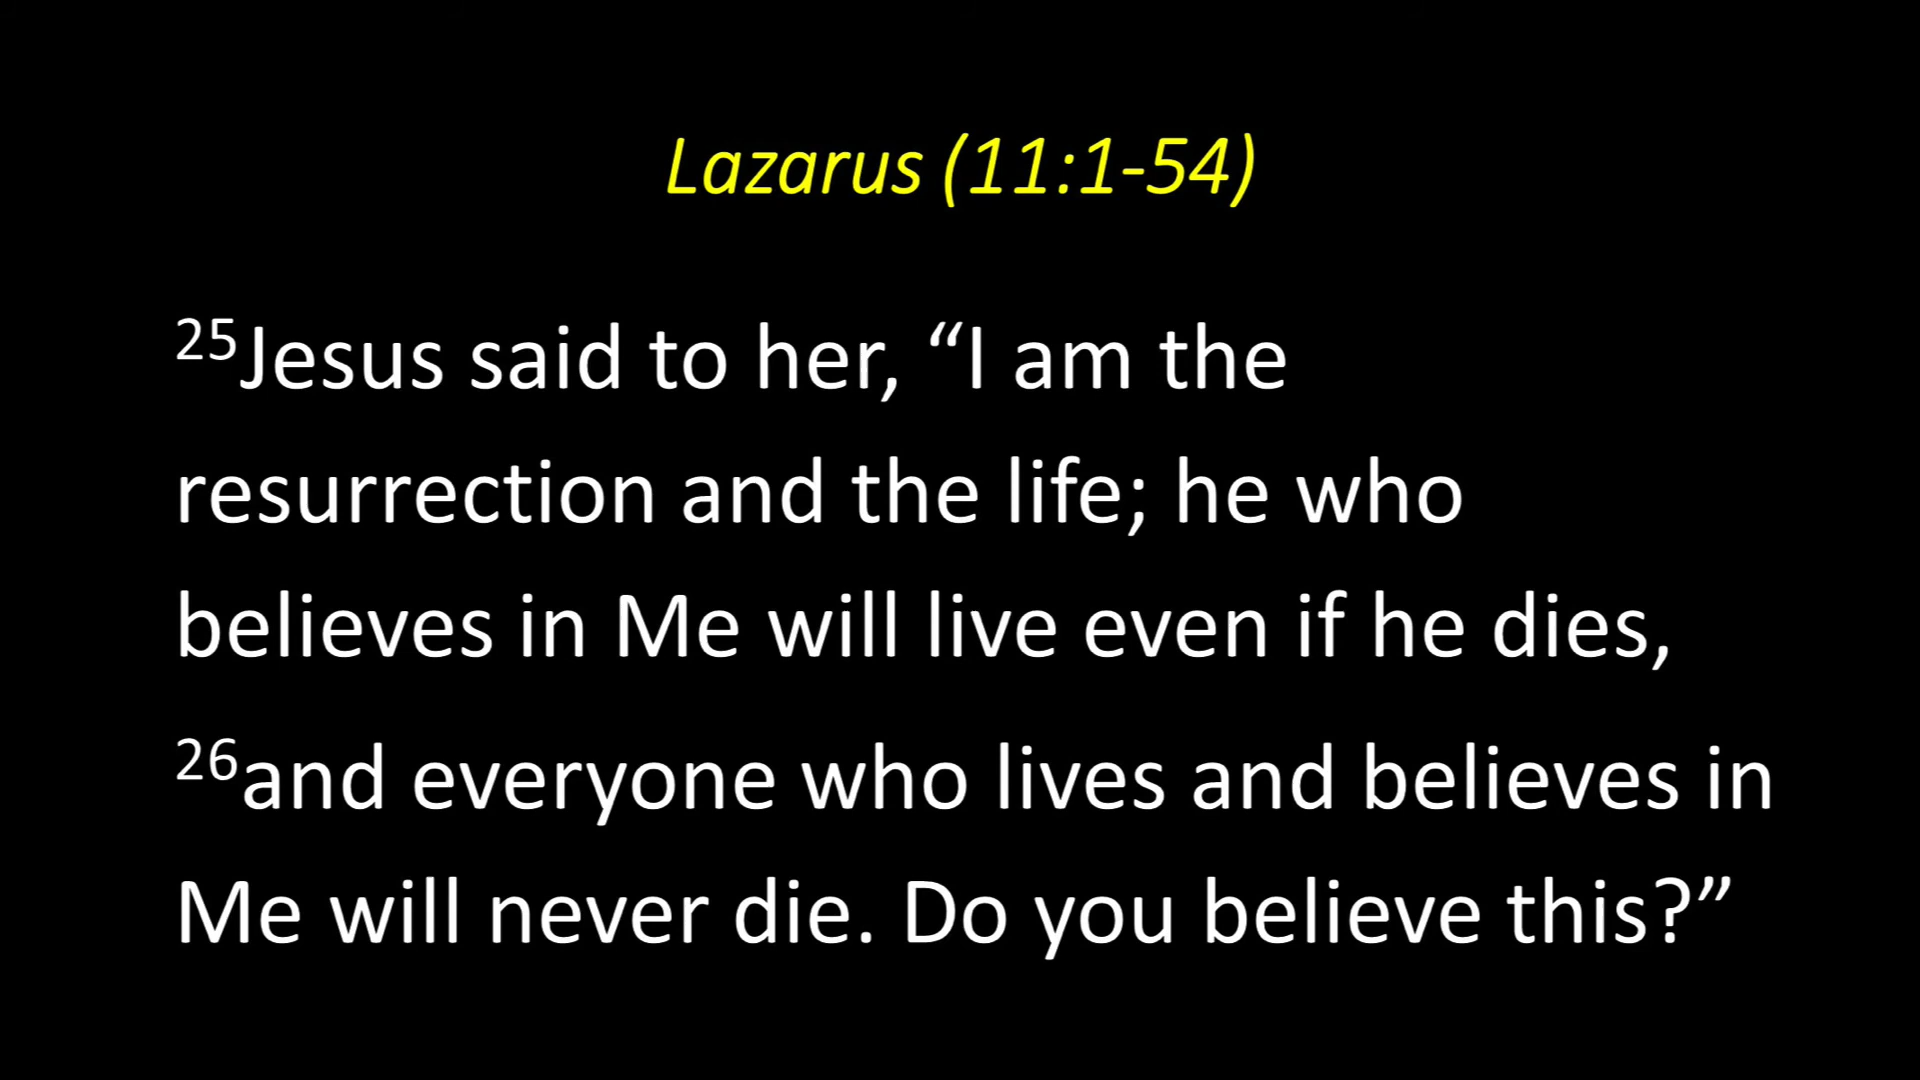 Lazarus (11:1-54)
25Jesus said to her, “I am the
resurrection and the life; he who
believes in Me will live even if he dies,
26and everyone who lives and believes in
Me will never die. Do you believe this?”